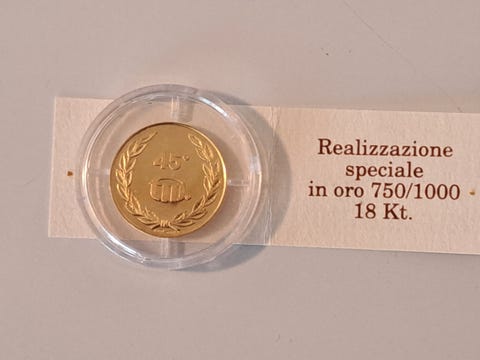 45°
Realizzazione
speciale
in oro 750/1000
18 Kt.